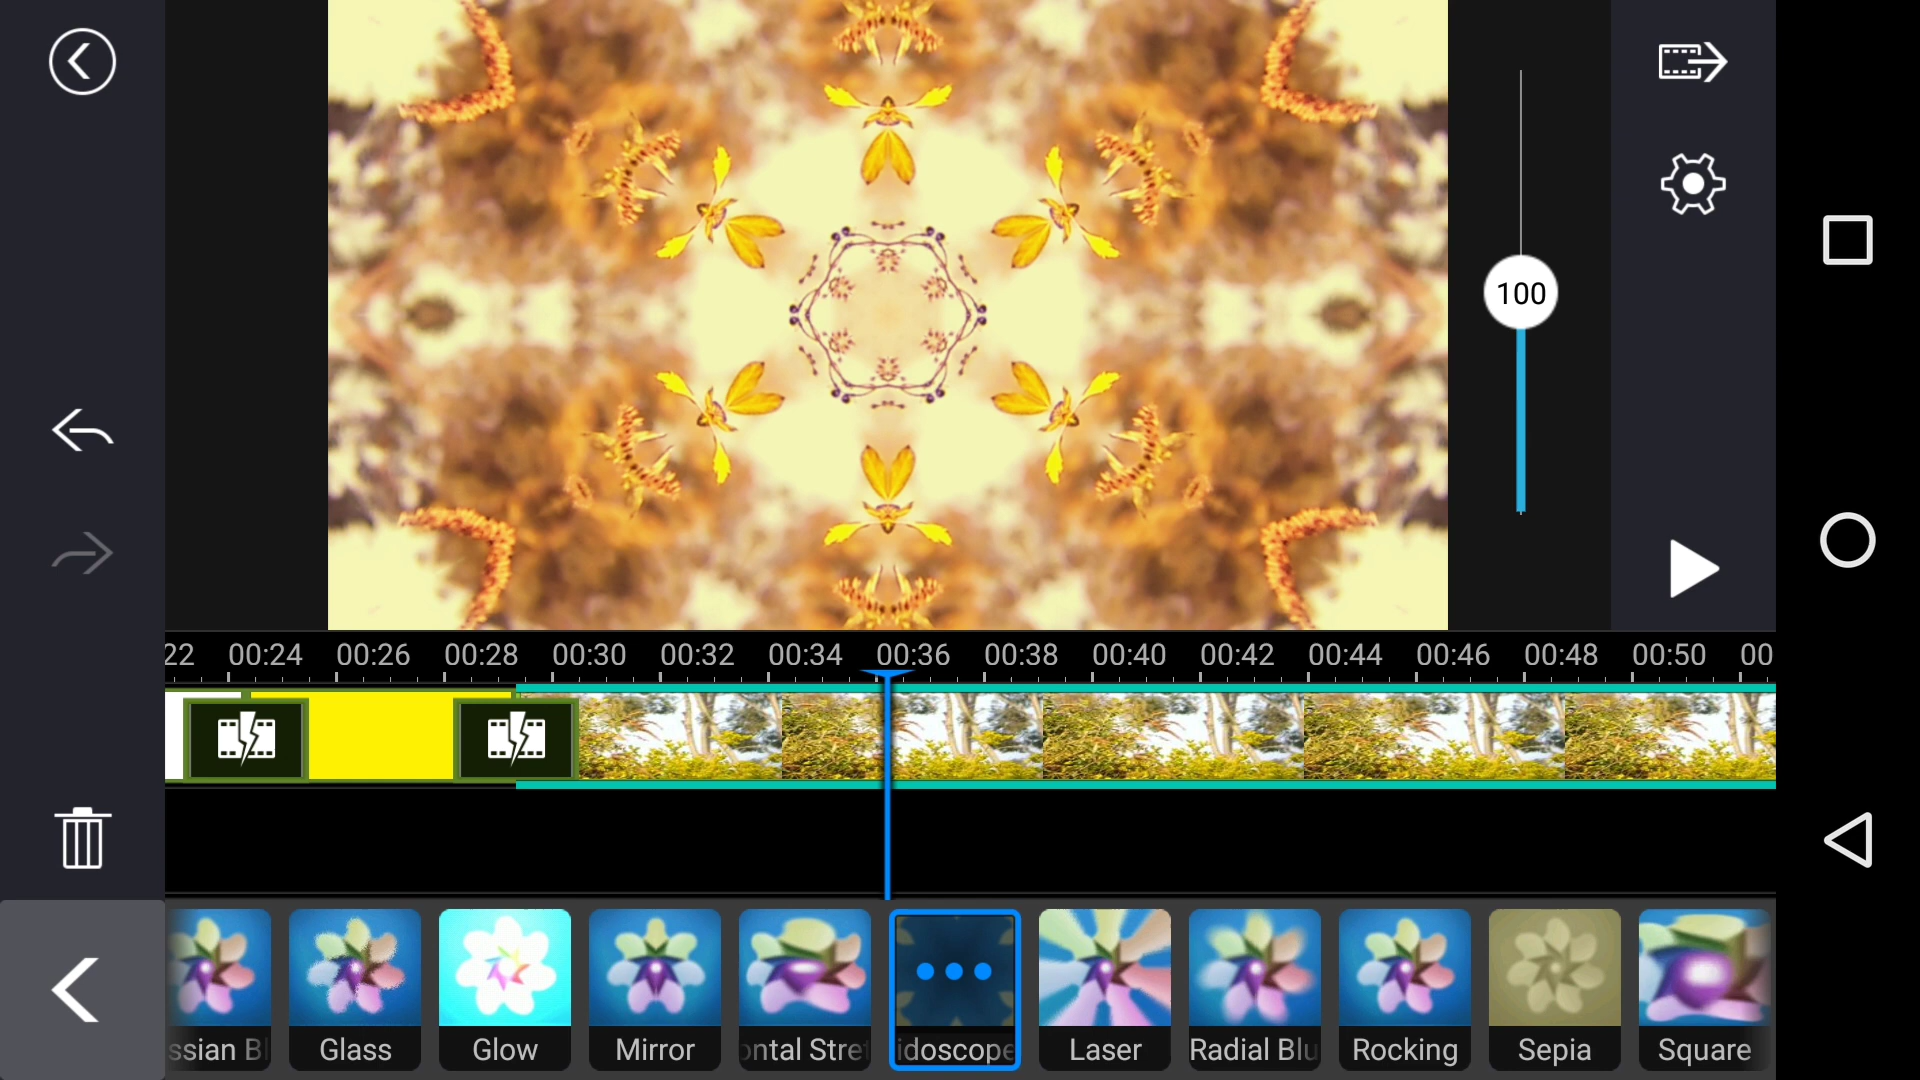 100
22 00:24 00:26 00:28 00:30 00:32 00:34 00:36 00:38 00:40 00:42 00:44 00:46 00:48 00:50 00
ssian Bl Glass Glow Mirror ontal Stret idoscope Laser Radial Blu Rocking Sepia Square